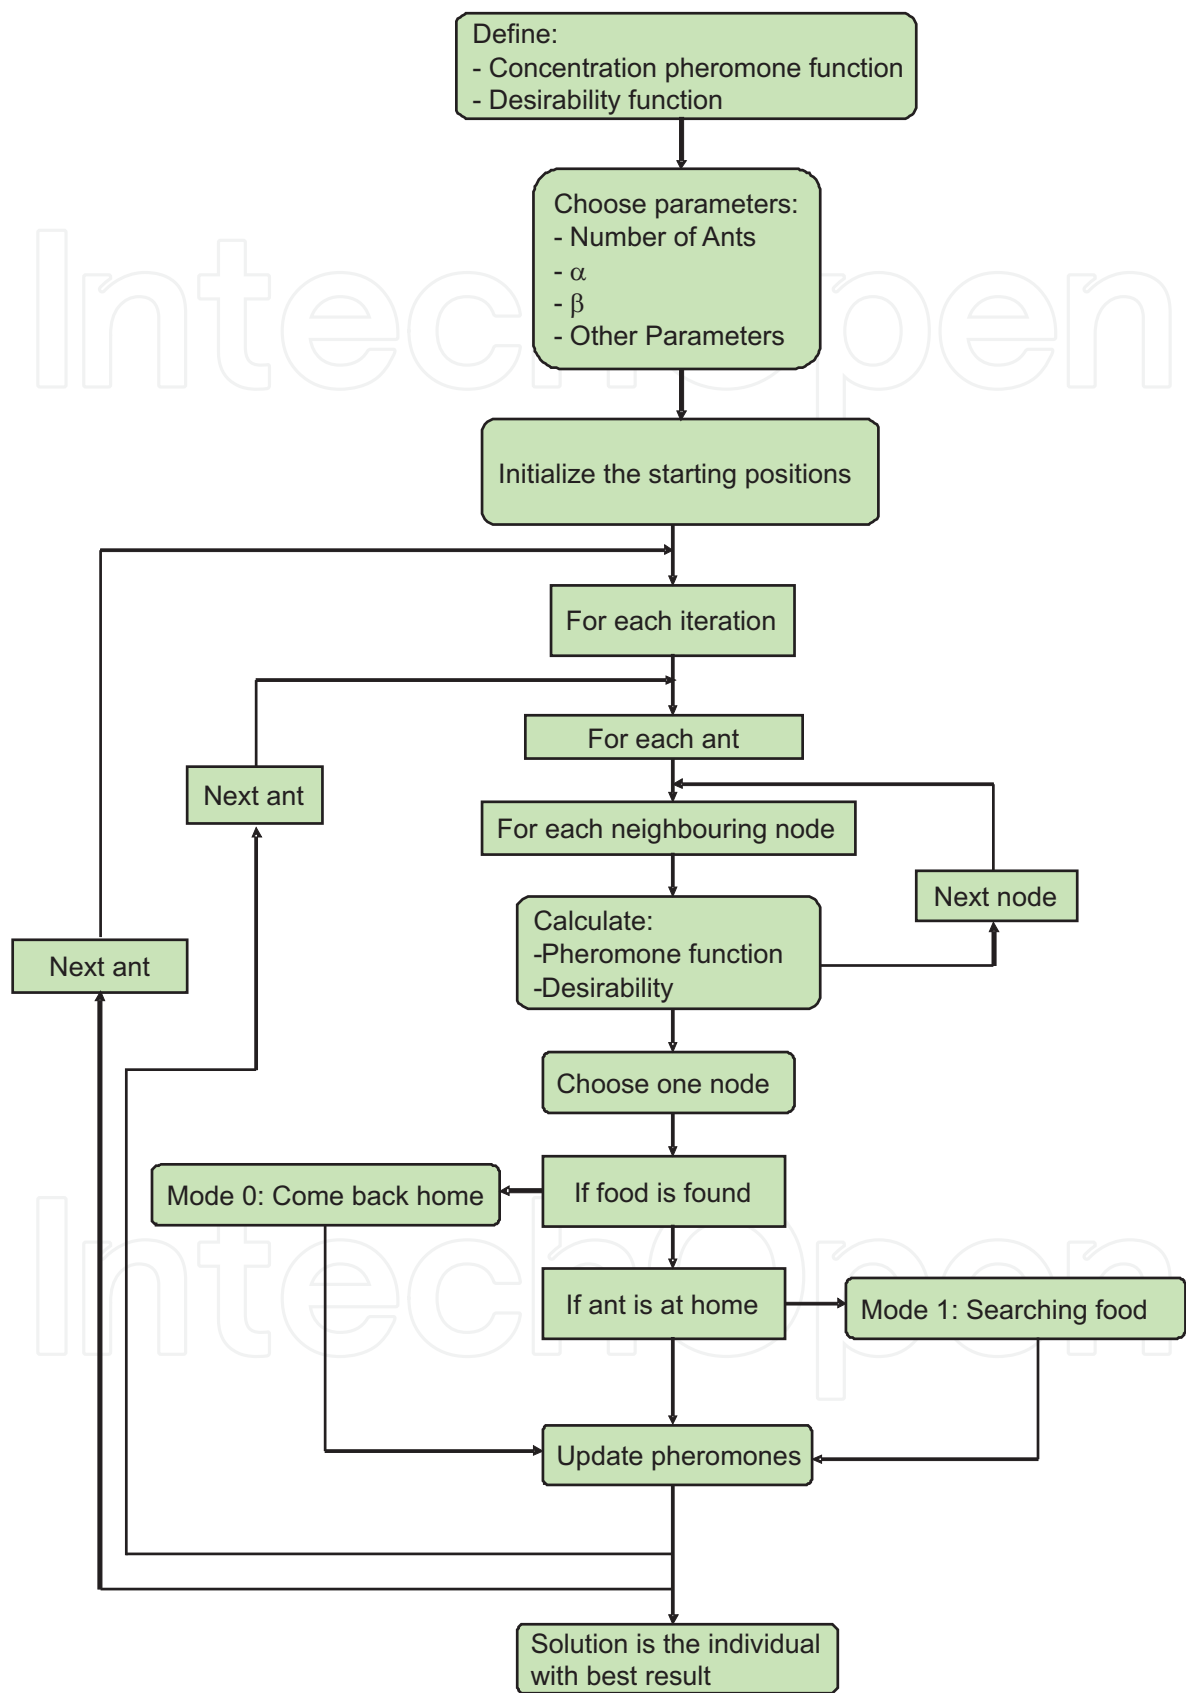 Define:
- Concentration pheromone function
- Desirability function
Choose parameters:
- Number of Ants
- α
- β
- Other Parameters
IntechOpen
Initialize the starting positions
For each iteration
For each ant
Next ant
For each neighbouring node
Next node
Calculate:
-Pheromone function
-Desirability
Next ant
Choose one node
If food is found
Mode 0: Come back home
IntechOpen
If ant is at home
Mode 1: Searching food
Update pheromones
Solution is the individual
with best result